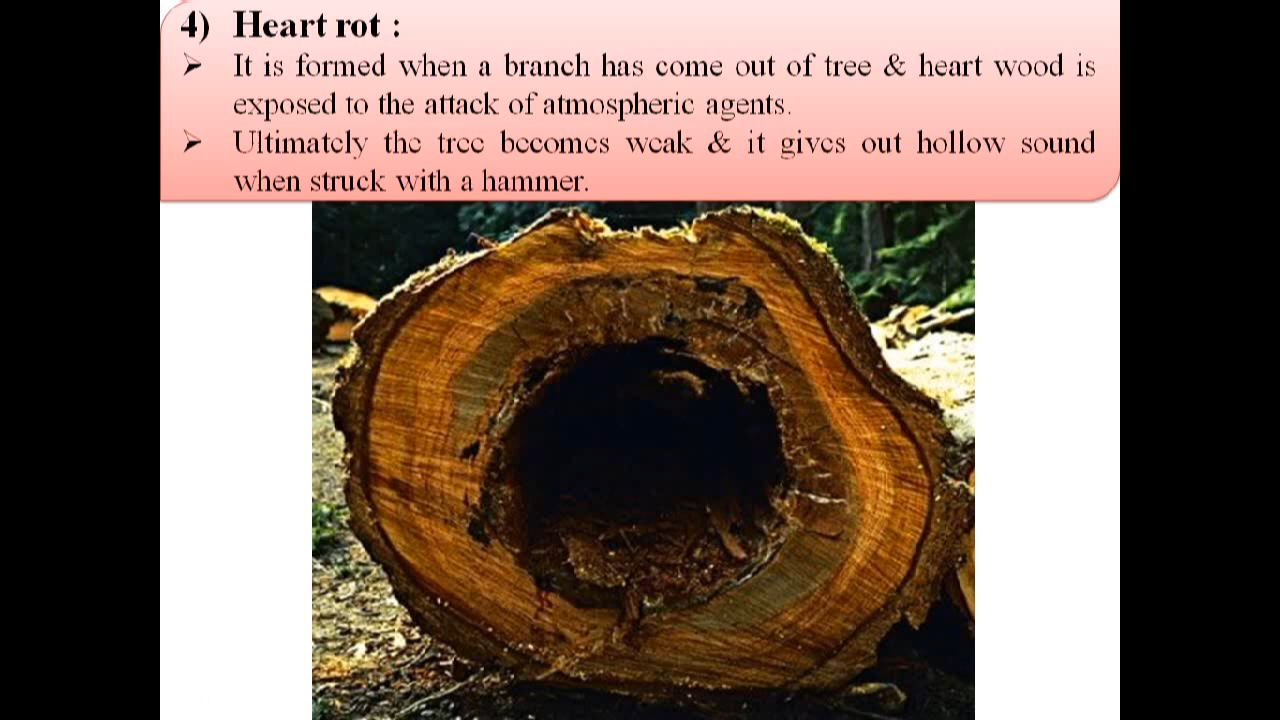 4) Heart rot :
➢ It is formed when a branch has come out of tree & heart wood is
exposed to the attack of atmospheric agents.
➢ Ultimately the tree becomes weak & it gives out hollow sound
when struck with a hammer.